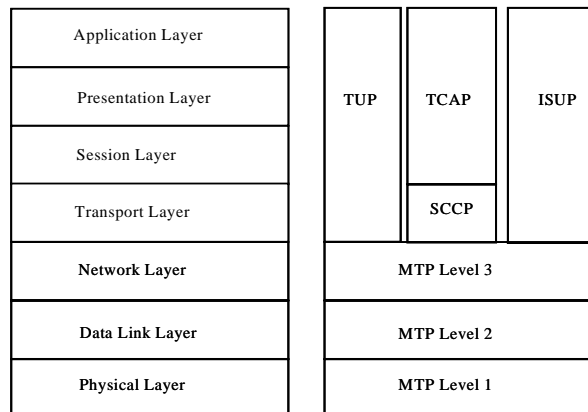 Application Layer
Presentation Layer
TUP
TCAP
ISUP
Session Layer
Transport Layer
SCCP
Network Layer
MTP Level 3
Data Link Layer
MTP Level 2
Physical Layer
MTP Level 1